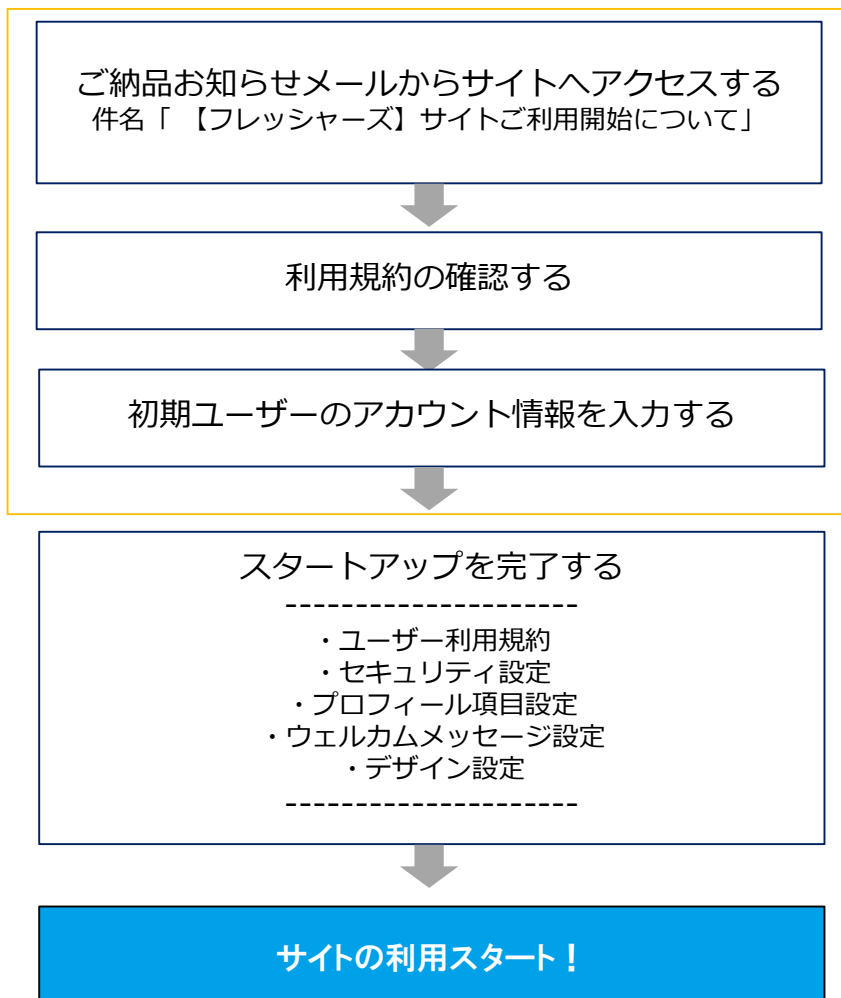 ご納品お知らせメールからサイトへアクセスする
件名「 【フレッシャーズ】サイトご利用開始について」
利用規約の確認する
初期ユーザーのアカウント情報を入力する
スタートアップを完了する
---------------------
・ユーザー利用規約
・セキュリティ設定
・プロフィール項目設定
・ウェルカムメッセージ設定
・デザイン設定
---------------------
サイトの利用スタート！